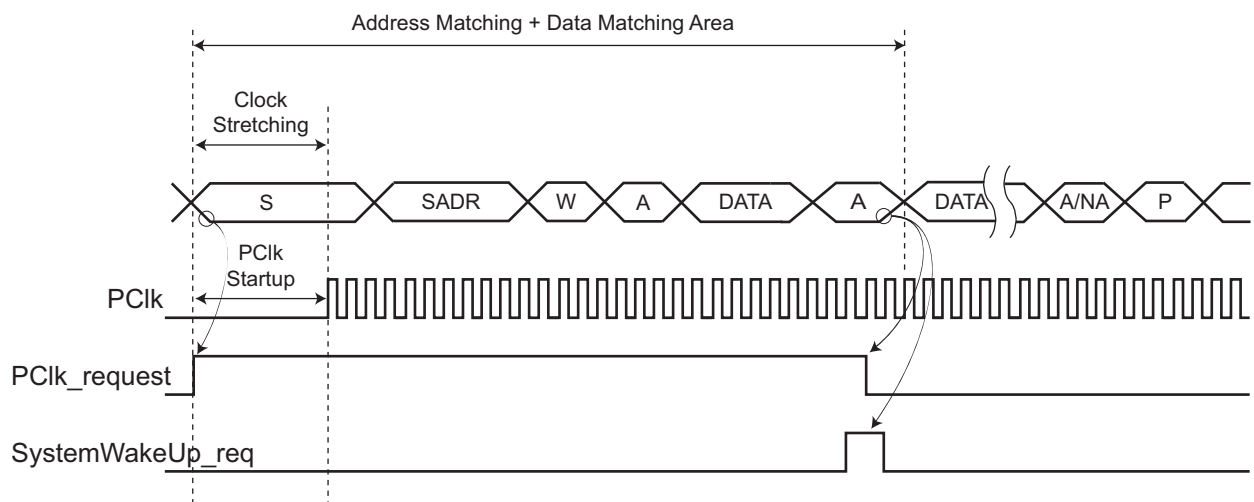 Address Matching + Data Matching Area
Clock
Stretching
S SADR W A DATA A DATA A/NA P
PClk
Startup
PClk
PClk_request
SystemWakeUp_req